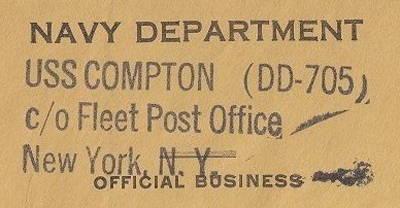 NAVY DEPARTMENT
USS COMPTON (DD-705)
c/o Fleet Post Office
New York, N. Y.
OFFICIAL BUSINESS